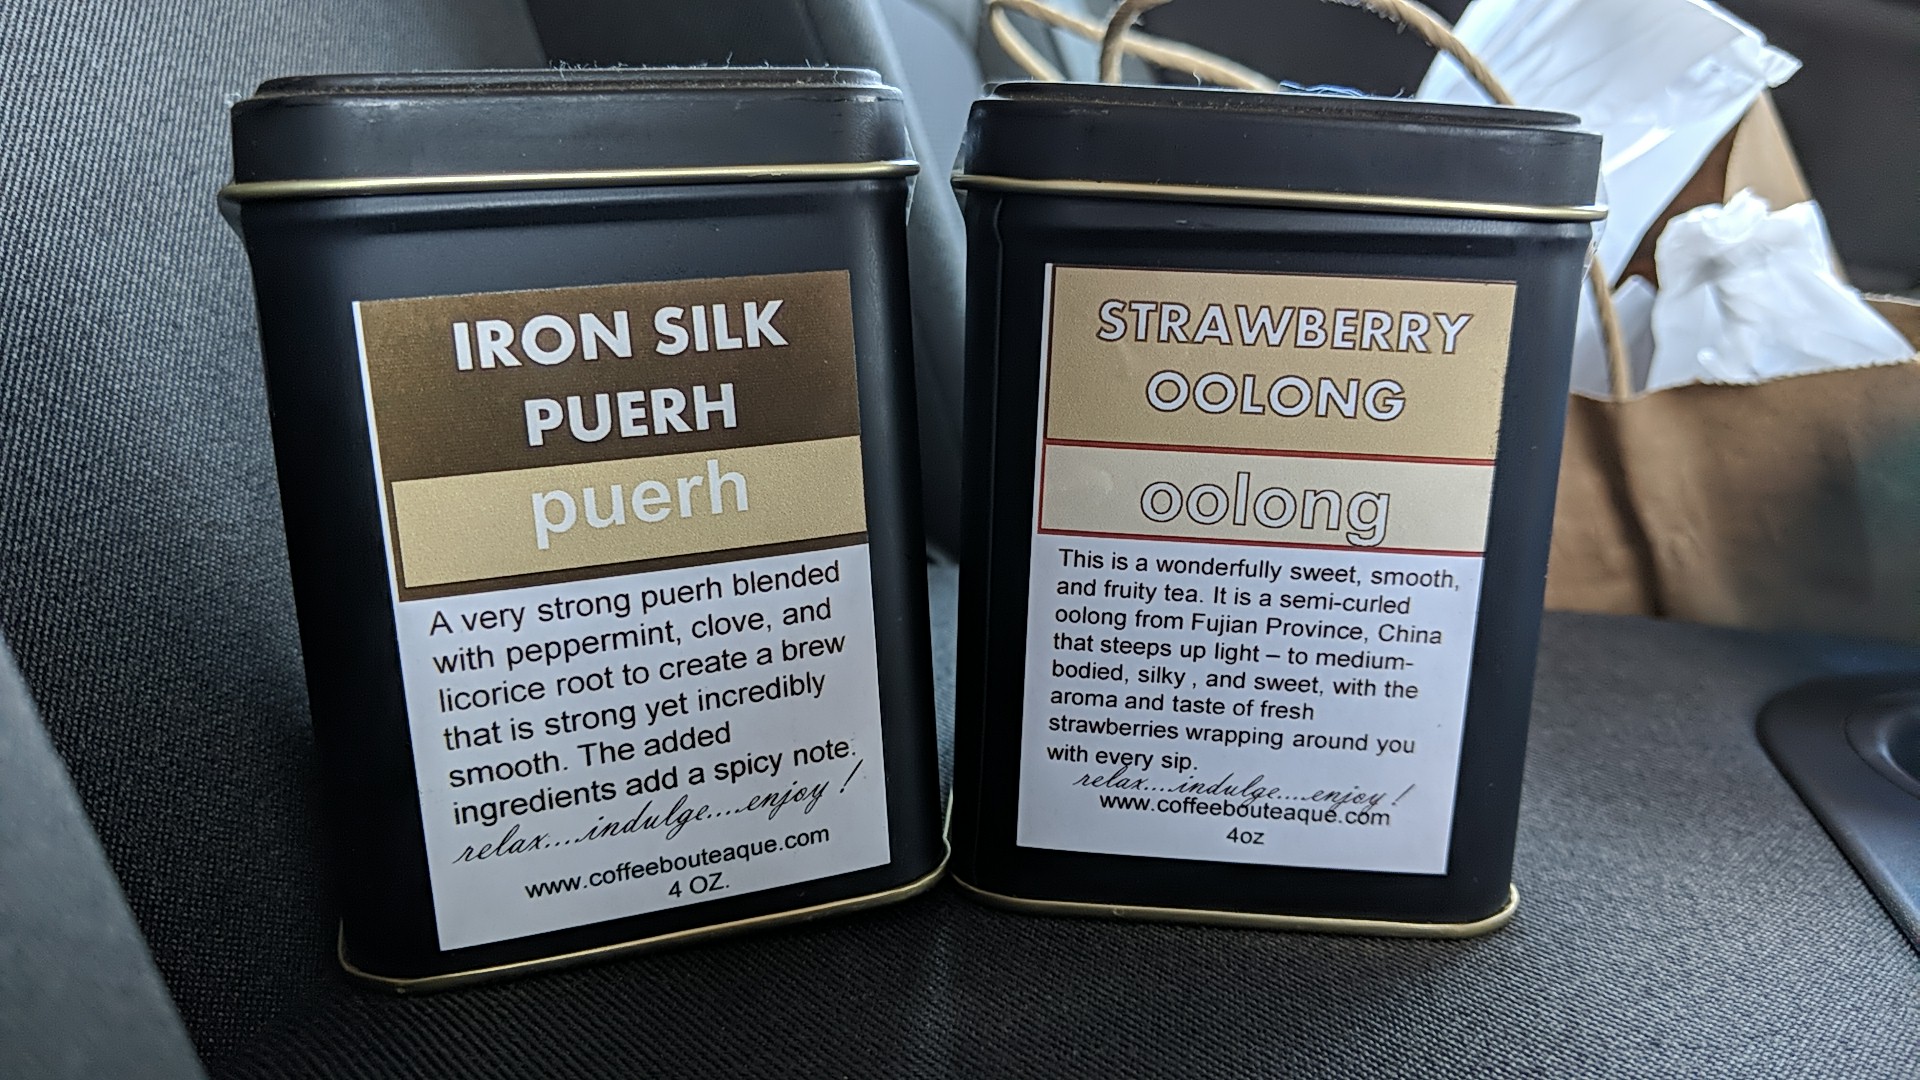 IRON SILK
PUERH
puerh
A very strong puerh blended
with peppermint, clove, and
licorice root to create a brew
that is strong yet incredibly
smooth. The added
ingredients add a spicy note.
relax....indulge....enjoy !
www.coffeebouteaque.com
4 OZ.
STRAWBERRY
OOLONG
oolong
This is a wonderfully sweet, smooth,
and fruity tea. It is a semi-curled
oolong from Fujian Province, China
that steeps up light – to medium-
bodied, silky , and sweet, with the
aroma and taste of fresh
strawberries wrapping around you
with every sip.
relax....indulge....enjoy !
www.coffeebouteaque.com
4oz